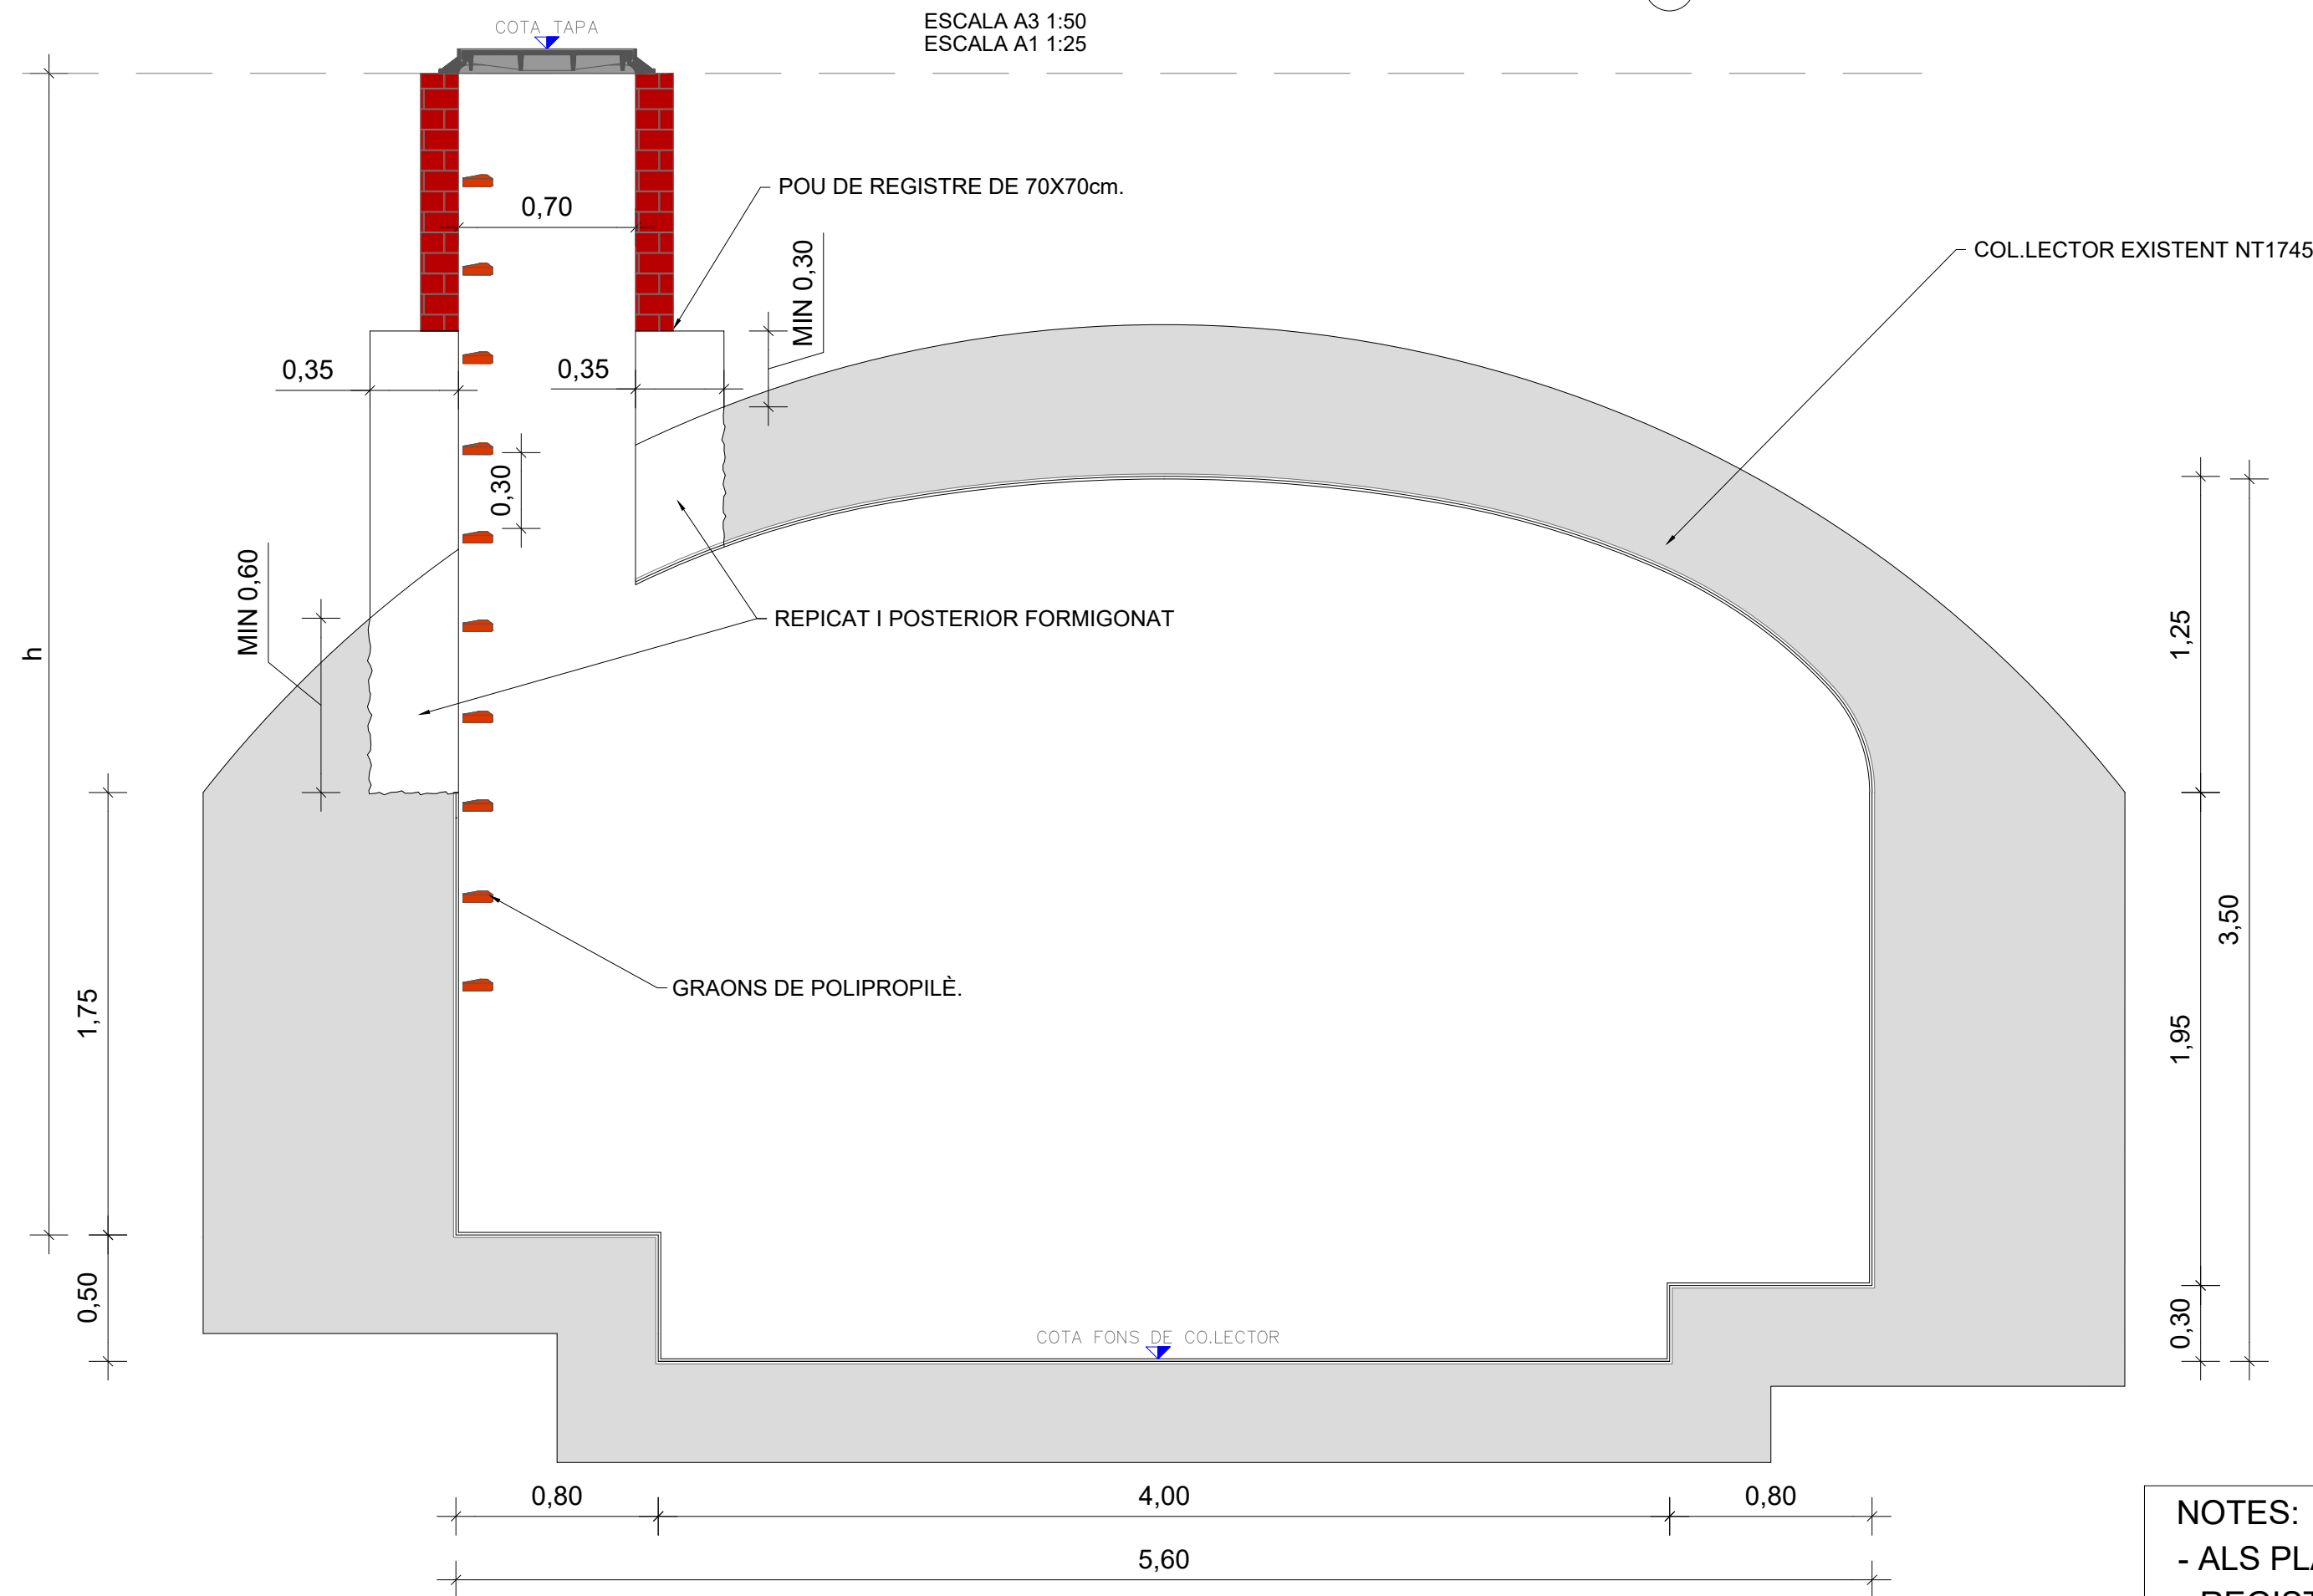 COTA TAPA
ESCALA A3 1:50
ESCALA A1 1:25
POU DE REGISTRE DE 70X70cm.
0,70
MIN 0,30
COL.LECTOR EXISTENT NT1745
0,35
0,35
0,30
MIN 0,60
REPICAT I POSTERIOR FORMIGONAT
h
1,25
3,50
GRAONS DE POLIPROPILÈ.
1,75
1,95
0,50
0,30
COTA FONS DE CO.LECTOR
0,80
4,00
0,80
5,60
NOTES:
- ALS PLA